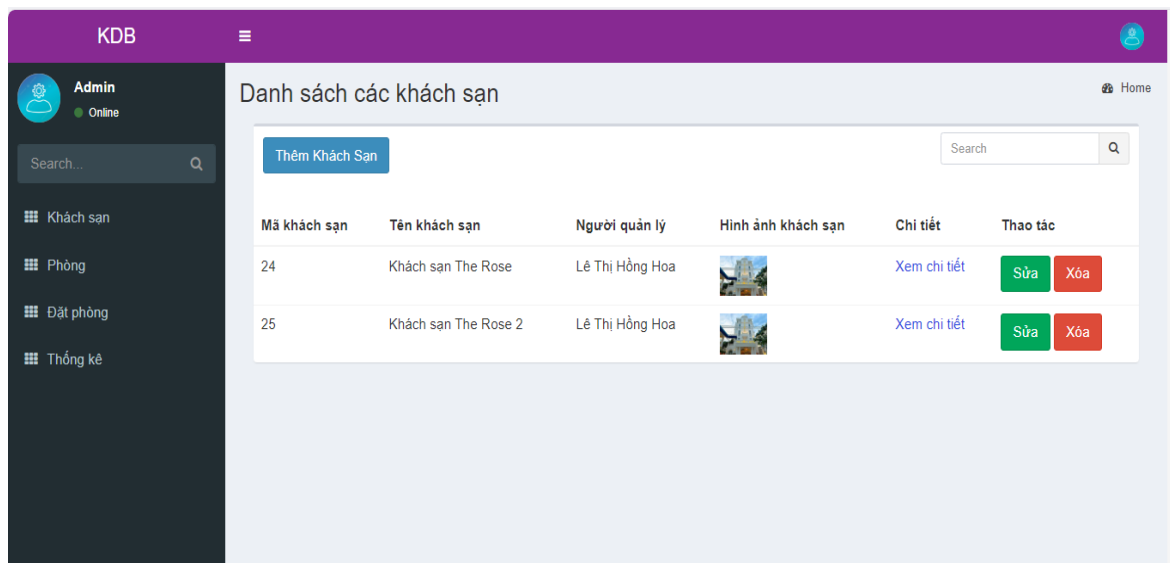 KDB
Admin
Online
Search...
Khách sạn
Phòng
Đặt phòng
Thống kê
Danh sách các khách sạn
Home
Thêm Khách Sạn
Search
Mã khách sạn Tên khách sạn Người quản lý Hình ảnh khách sạn Chi tiết Thao tác
24 Khách sạn The Rose Lê Thị Hồng Hoa Xem chi tiết Sửa Xóa
25 Khách sạn The Rose 2 Lê Thị Hồng Hoa Xem chi tiết Sửa Xóa